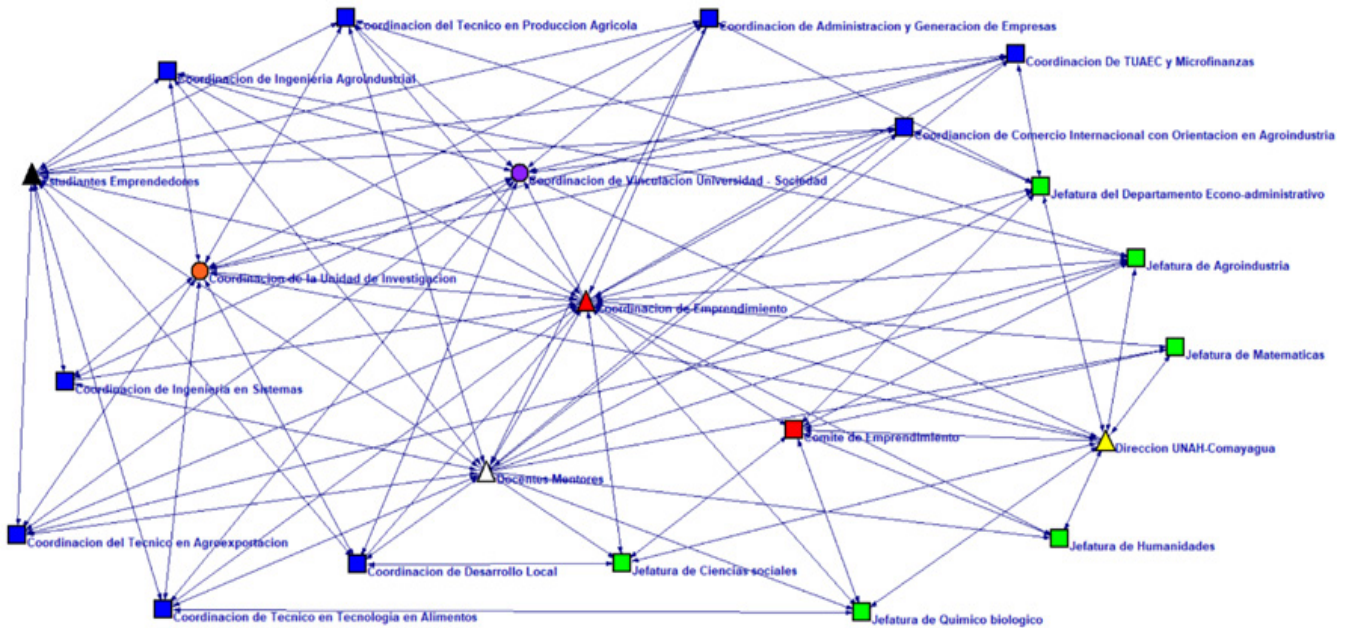 Coordinacion del Tecnico en Produccion Agricola
Coordinacion de Administracion y Generacion de Empresas
Coordinacion De TUAEC y Microfinanzas
Coordinacion de Ingenieria Agroindustrial
Coordiancion de Comercio Internacional con Orientacion en Agroindustria
Estudiantes Emprendedores
Coordinacion de Vinculacion Universidad - Sociedad
Jefatura del Departamento Econo-administrativo
Jefatura de Agroindustria
Coordinacion de la Unidad de Investigacion
Coordinacion de Emprendimiento
Jefatura de Matematicas
Coordinacion de Ingenieria en Sistemas
Comite de Emprendimiento
Direccion UNAH-Comayagua
Docentes Mentores
Coordinacion del Tecnico en Agroexportacion
Jefatura de Humanidades
Coordinacion de Desarrollo Local
Jefatura de Ciencias sociales
Coordinacion de Tecnico en Tecnologia en Alimentos
Jefatura de Quimico biologico